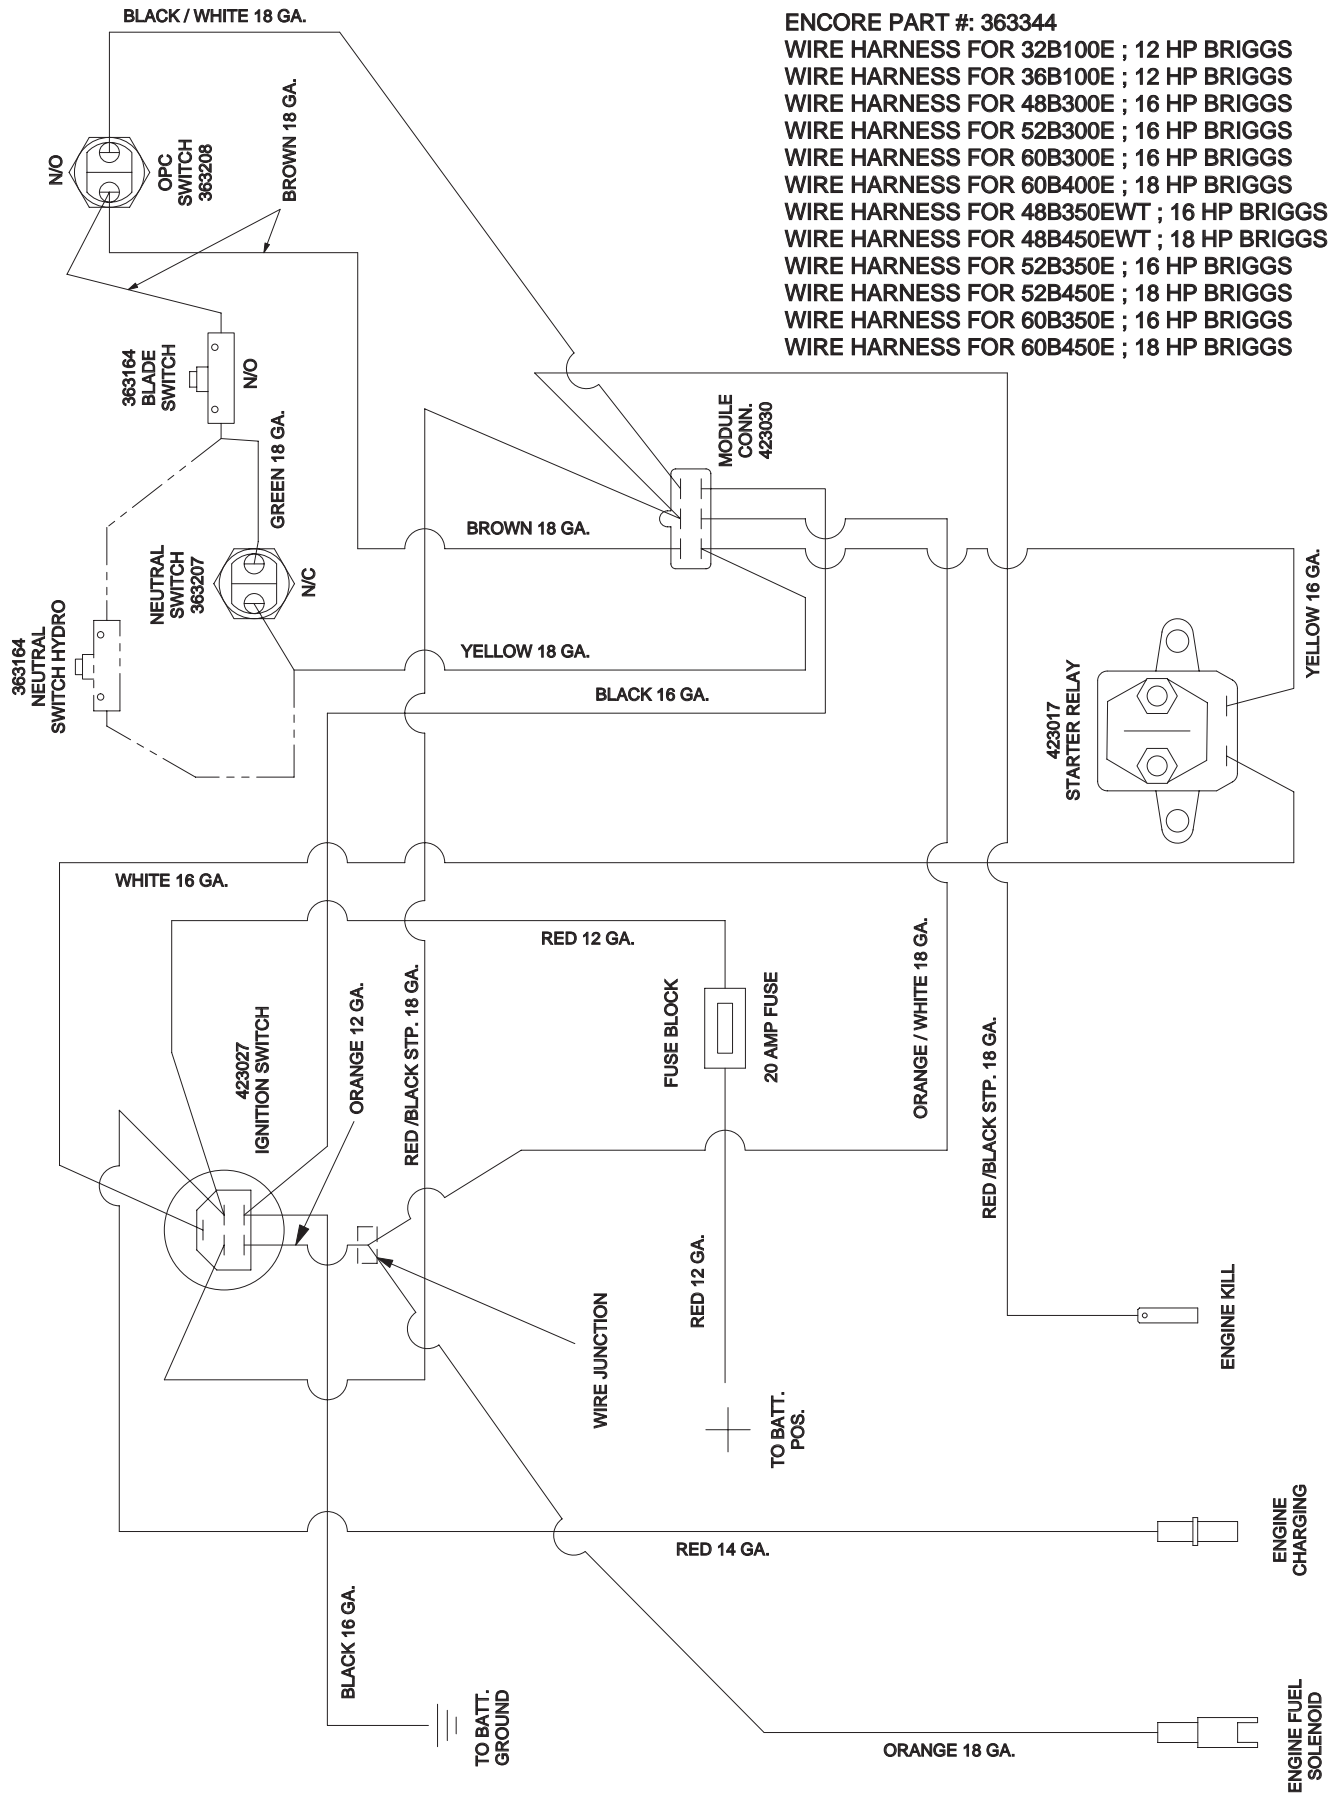 BLACK / WHITE 18 GA.
ENCORE PART #: 363344
WIRE HARNESS FOR 32B100E ; 12 HP BRIGGS
WIRE HARNESS FOR 36B100E ; 12 HP BRIGGS
WIRE HARNESS FOR 48B300E ; 16 HP BRIGGS
WIRE HARNESS FOR 52B300E ; 16 HP BRIGGS
WIRE HARNESS FOR 60B300E ; 16 HP BRIGGS
WIRE HARNESS FOR 60B400E ; 18 HP BRIGGS
WIRE HARNESS FOR 48B350EWT ; 16 HP BRIGGS
WIRE HARNESS FOR 48B450EWT ; 18 HP BRIGGS
WIRE HARNESS FOR 52B350E ; 16 HP BRIGGS
WIRE HARNESS FOR 52B450E ; 18 HP BRIGGS
WIRE HARNESS FOR 60B350E ; 16 HP BRIGGS
WIRE HARNESS FOR 60B450E ; 18 HP BRIGGS
N/O
OPC
SWITCH
363208
BROWN 18 GA.
363164
BLADE
SWITCH
N/O
GREEN 18 GA.
MODULE
CONN.
423030
BROWN 18 GA.
NEUTRAL
SWITCH
363207
N/C
363164
NEUTRAL
SWITCH HYDRO
YELLOW 18 GA.
BLACK 16 GA.
YELLOW 16 GA.
423017
STARTER RELAY
WHITE 16 GA.
RED 12 GA.
423027
IGNITION SWITCH
ORANGE 12 GA.
RED /BLACK STP. 18 GA.
FUSE BLOCK
20 AMP FUSE
ORANGE / WHITE 18 GA.
RED /BLACK STP. 18 GA.
WIRE JUNCTION
RED 12 GA.
TO BATT.
POS.
ENGINE KILL
RED 14 GA.
ENGINE
CHARGING
BLACK 16 GA.
TO BATT.
GROUND
ORANGE 18 GA.
ENGINE FUEL
SOLENOID